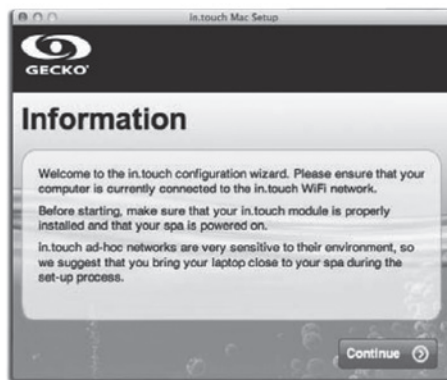 in.touch Mac Setup
GECKO
Information
Welcome to the in.touch configuration wizard. Please ensure that your
computer is currently connected to the in.touch WiFi network.
Before starting, make sure that your in.touch module is properly
installed and that your spa is powered on.
in.touch ad-hoc networks are very sensitive to their environment, so
we suggest that you bring your laptop close to your spa during the
set-up process.
Continue